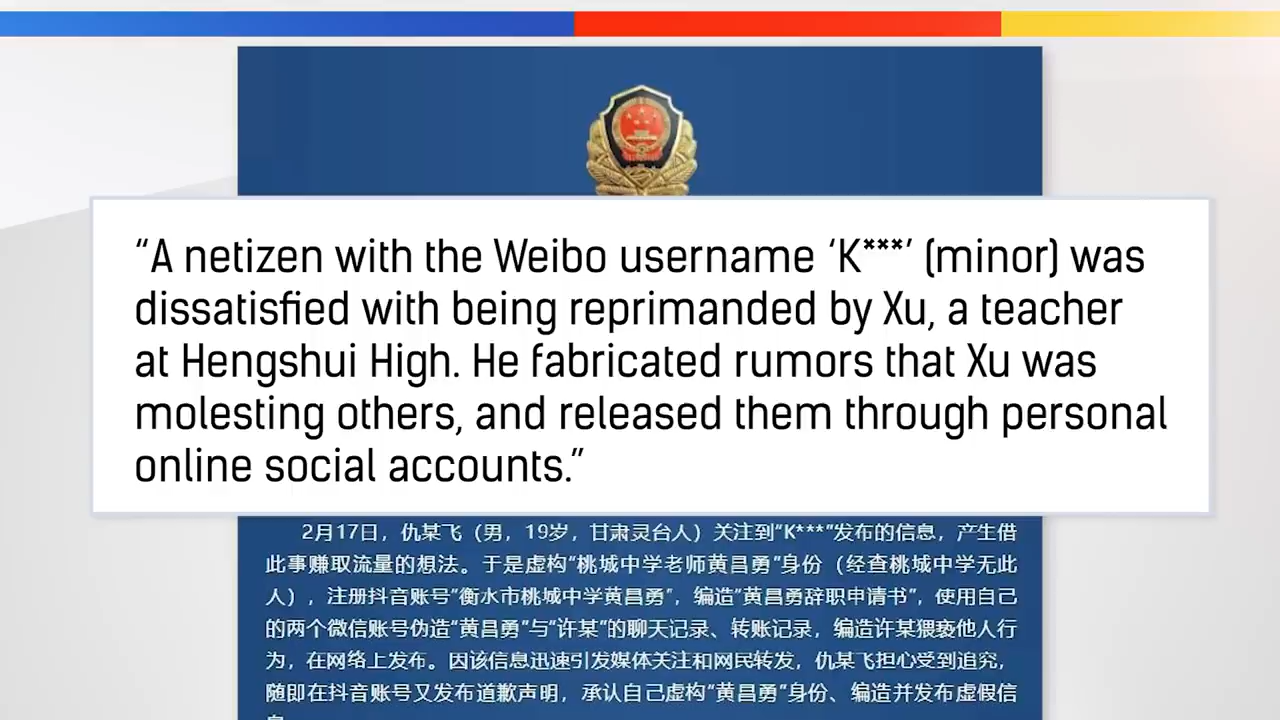 “A netizen with the Weibo username ‘K***’ (minor) was
dissatisfied with being reprimanded by Xu, a teacher
at Hengshui High. He fabricated rumors that Xu was
molesting others, and released them through personal
online social accounts.”
2月17日，仇某飞（男，19岁，甘肃灵台人）关注到“K***”发布的信息，产生借
此事赚取流量的想法。于是虚构“桃城中学老师黄昌勇”身份（经查桃城中学无此
人），注册抖音账号“衡水市桃城中学黄昌勇”，编造“黄昌勇辞职申请书”，使用自己
的两个微信账号伪造“黄昌勇”与“许某”的聊天记录、转账记录，编造许某猥亵他人行
为，在网络上发布。因该信息迅速引发媒体关注和网民转发，仇某飞担心受到追究，
随即在抖音账号又发布道歉声明，承认自己虚构“黄昌勇”身份、编造并发布虚假信